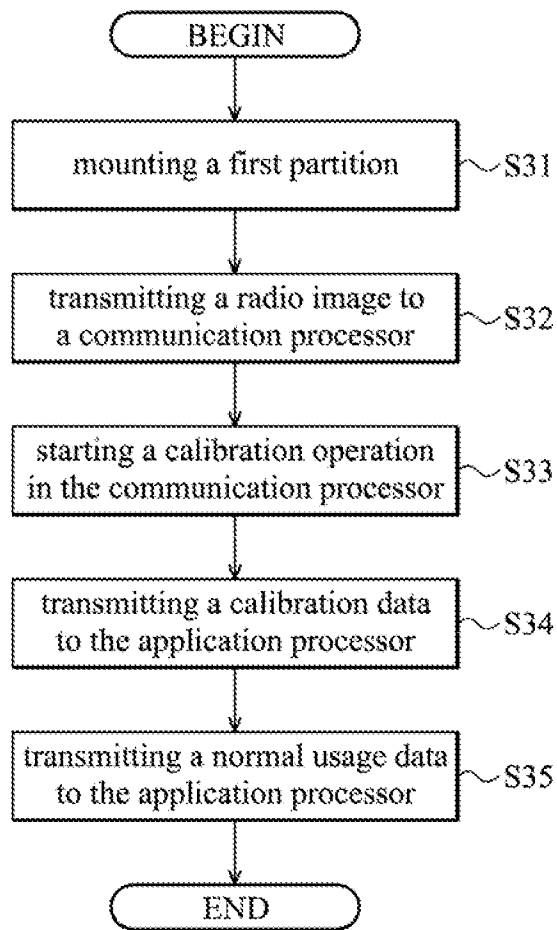 BEGIN
mounting a first partition
S31
transmitting a radio image to
a communication processor
S32
starting a calibration operation
in the communication processor
S33
transmitting a calibration data
to the application processor
S34
transmitting a normal usage data
to the application processor
S35
END